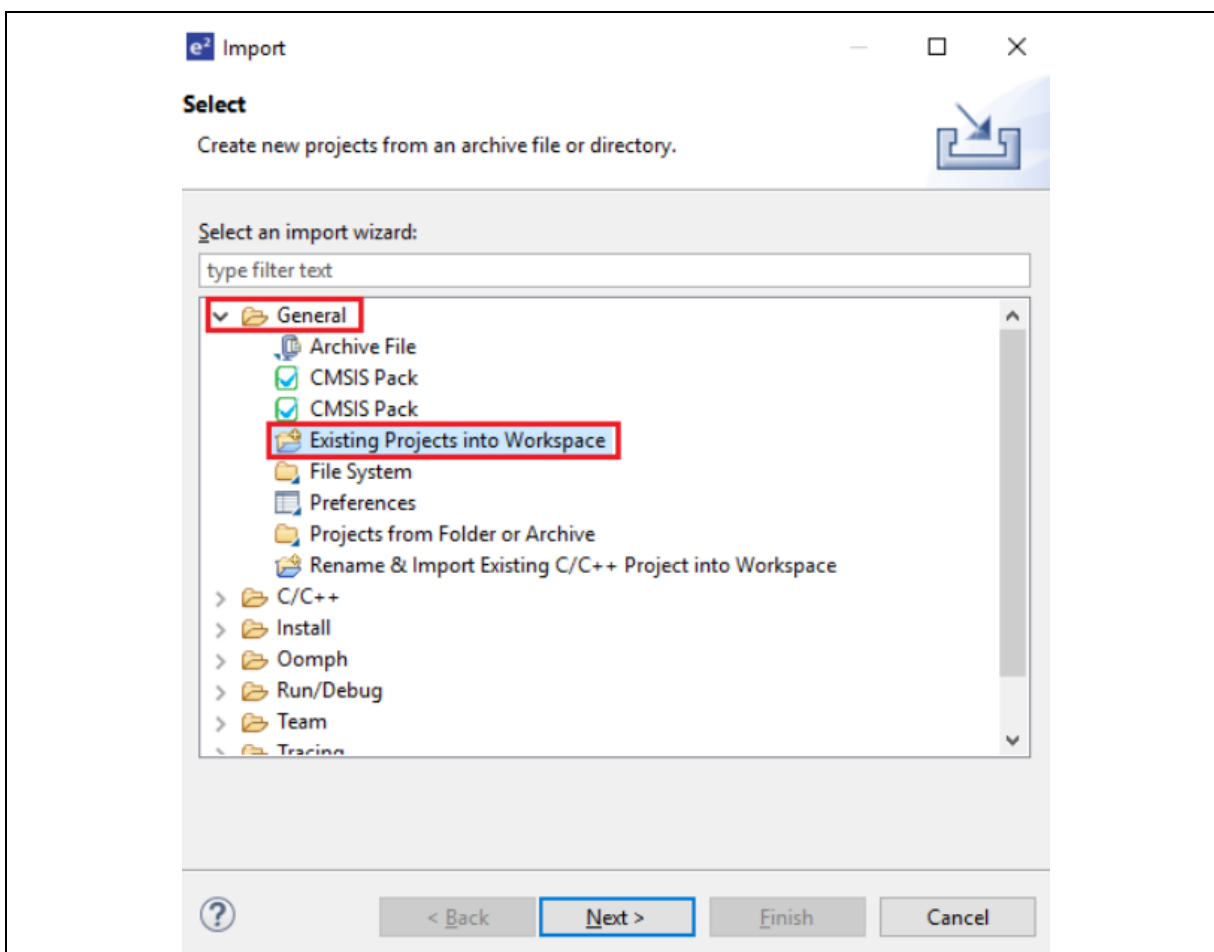 e² Import
Select
Create new projects from an archive file or directory.
Select an import wizard:
type filter text
General
Archive File
CMSIS Pack
CMSIS Pack
Existing Projects into Workspace
File System
Preferences
Projects from Folder or Archive
Rename & Import Existing C/C++ Project into Workspace
C/C++
Install
Oomph
Run/Debug
Team
Tracing
? < Back Next > Finish Cancel